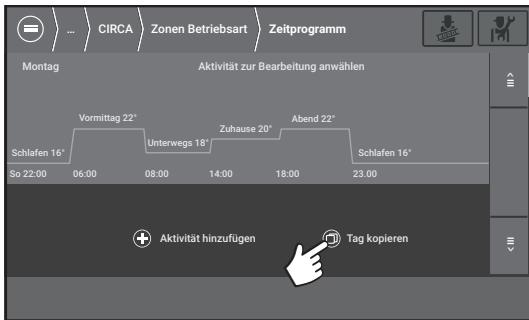 ... CIRCA Zonen Betriebsart Zeitprogramm
Montag Aktivität zur Bearbeitung anwählen
Vormittag 22° Abend 22°
Zuhause 20°
Unterwegs 18°
Schlafen 16° Schlafen 16°
So 22:00 06:00 08:00 14:00 18:00 23.00
Aktivität hinzufügen Tag kopieren